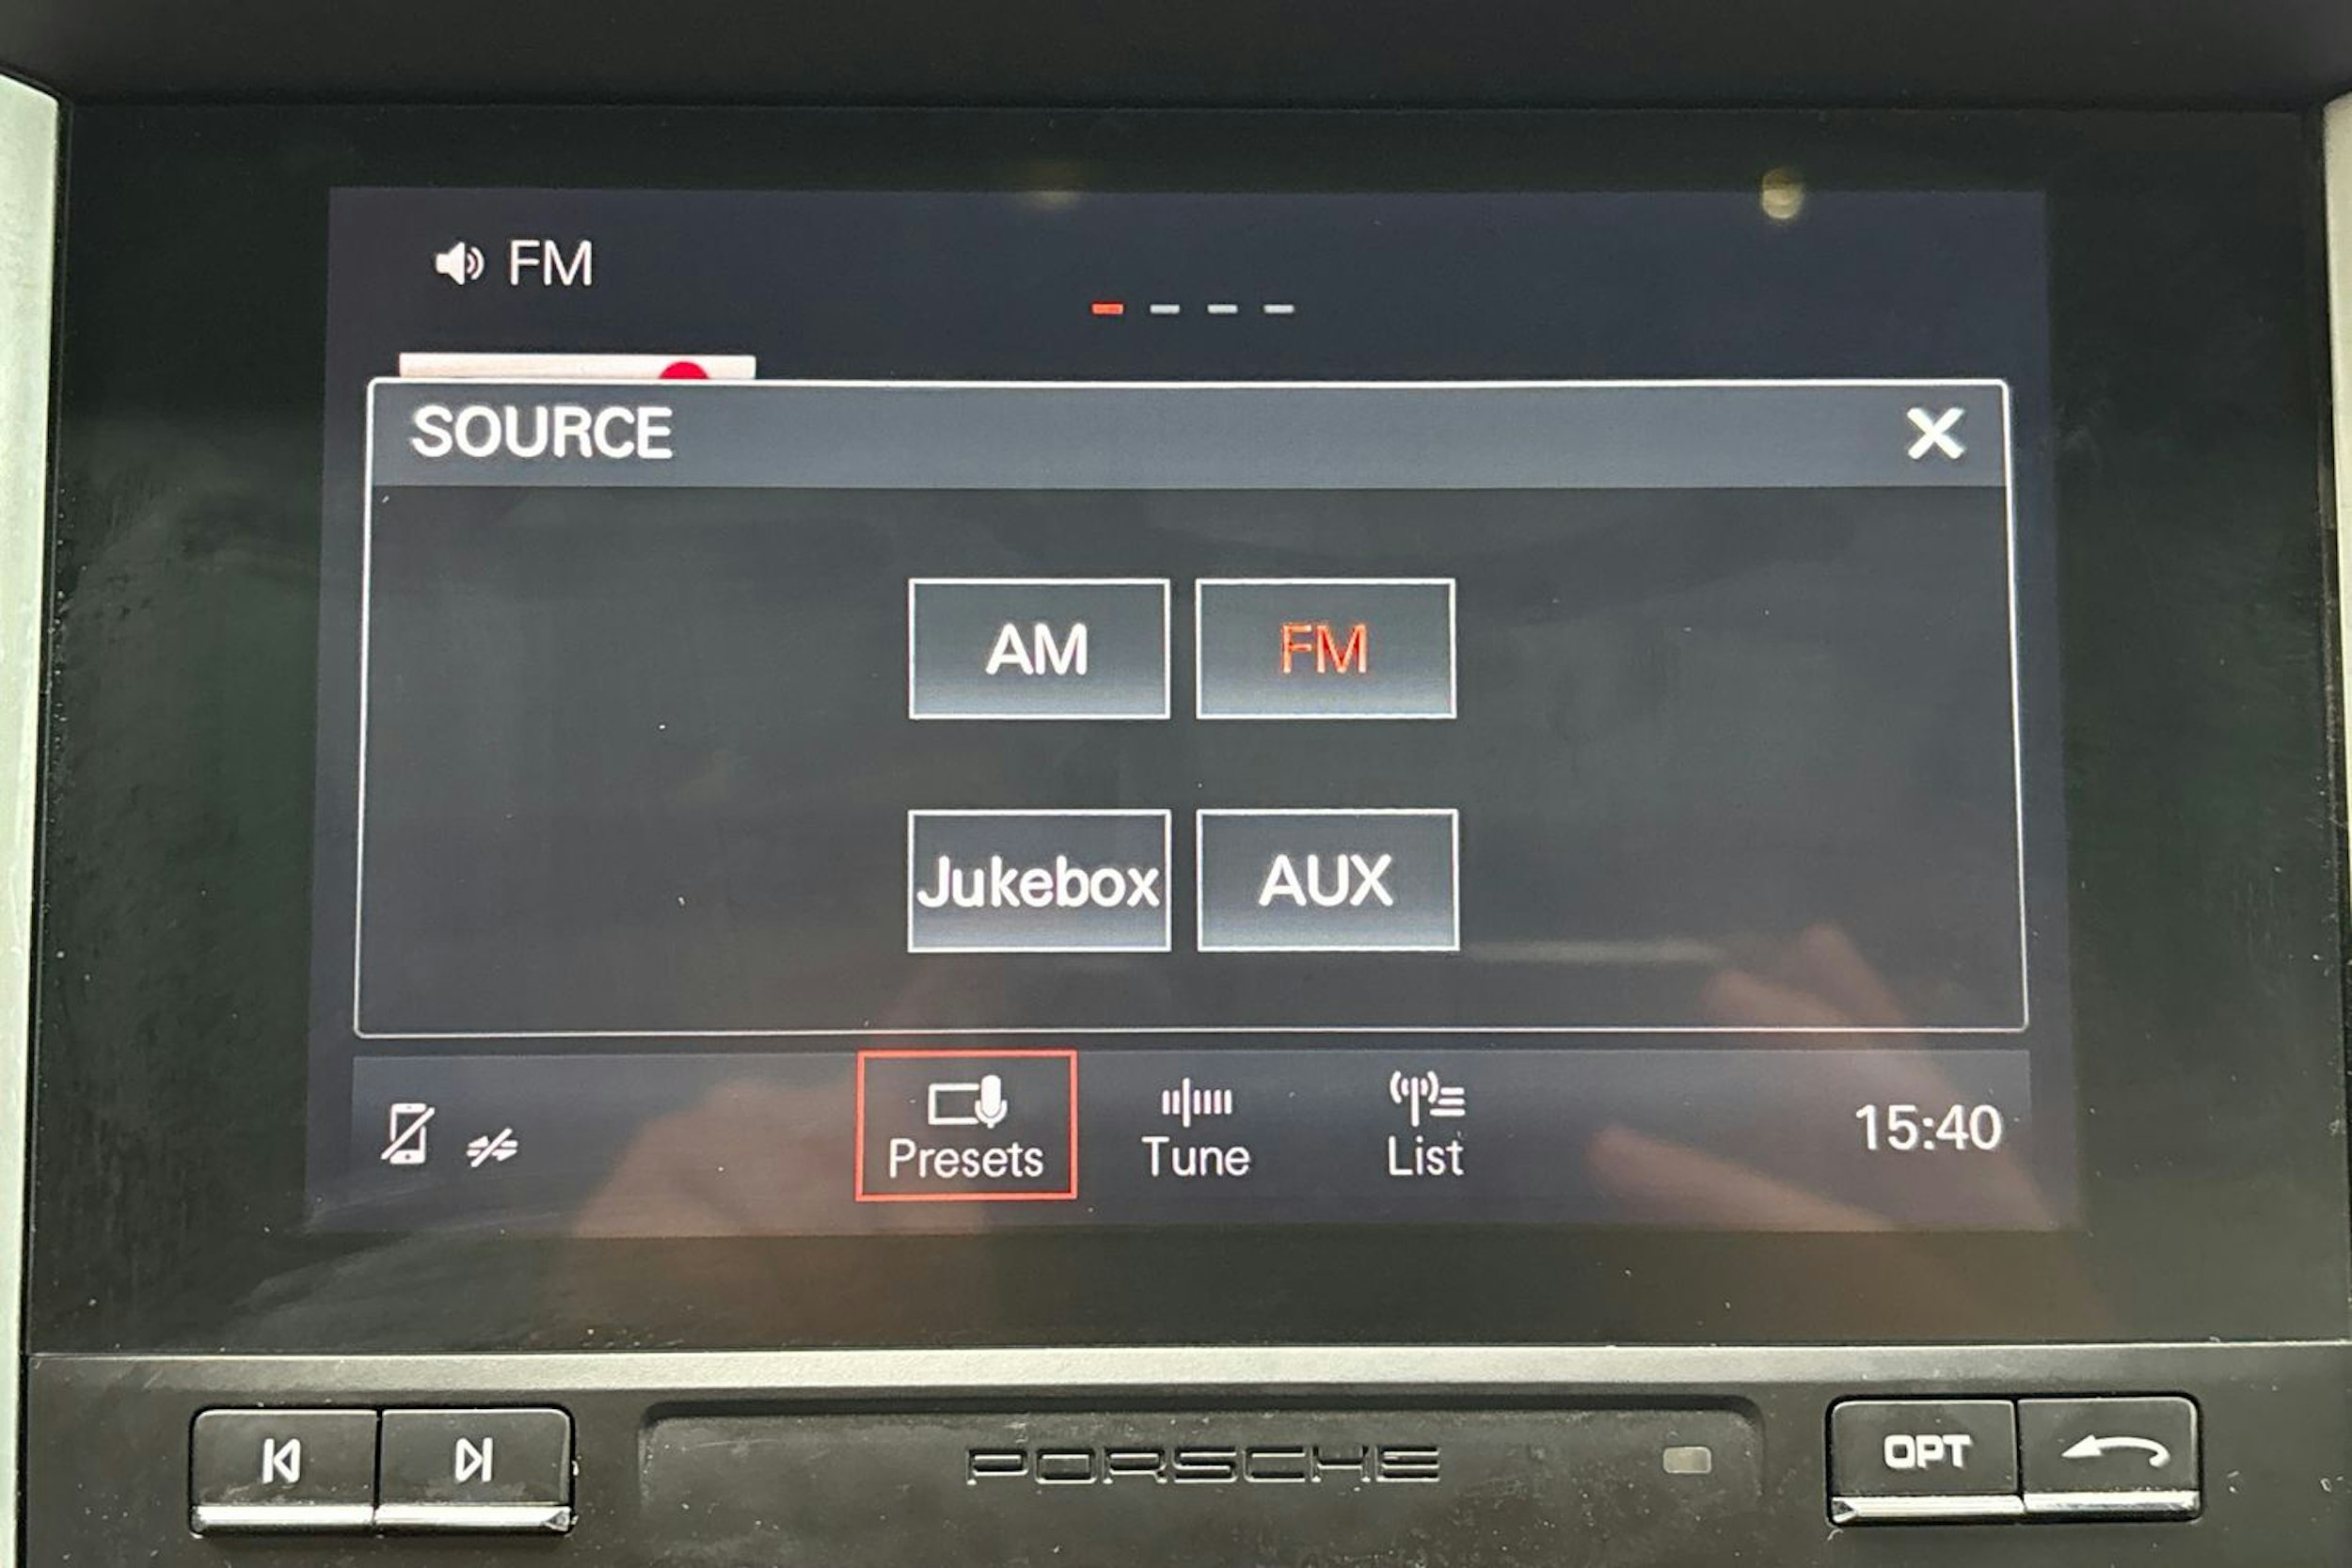 FM
SOURCE
AM FM
Jukebox AUX
Presets Tune List
15:40
PORSCHE
OPT